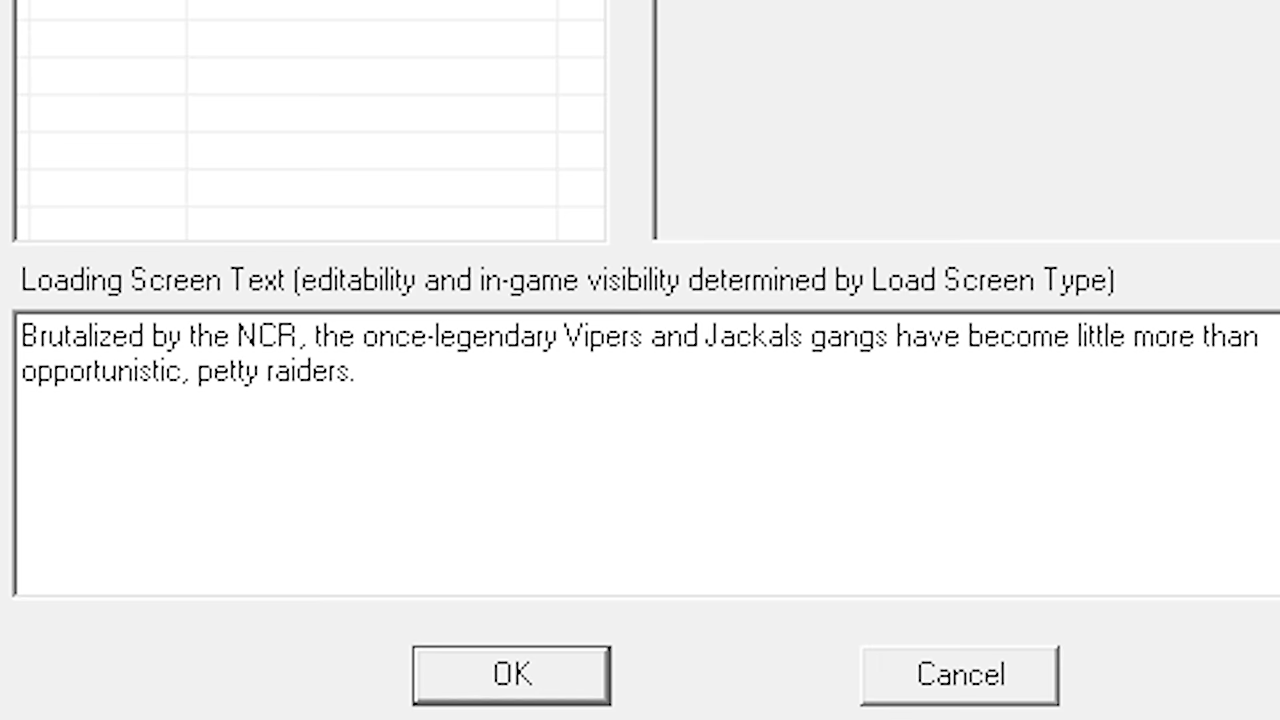 Loading Screen Text (editability and in-game visibility determined by Load Screen Type)
Brutalized by the NCR, the once-legendary Vipers and Jackals gangs have become little more than
opportunistic, petty raiders.
OK
Cancel